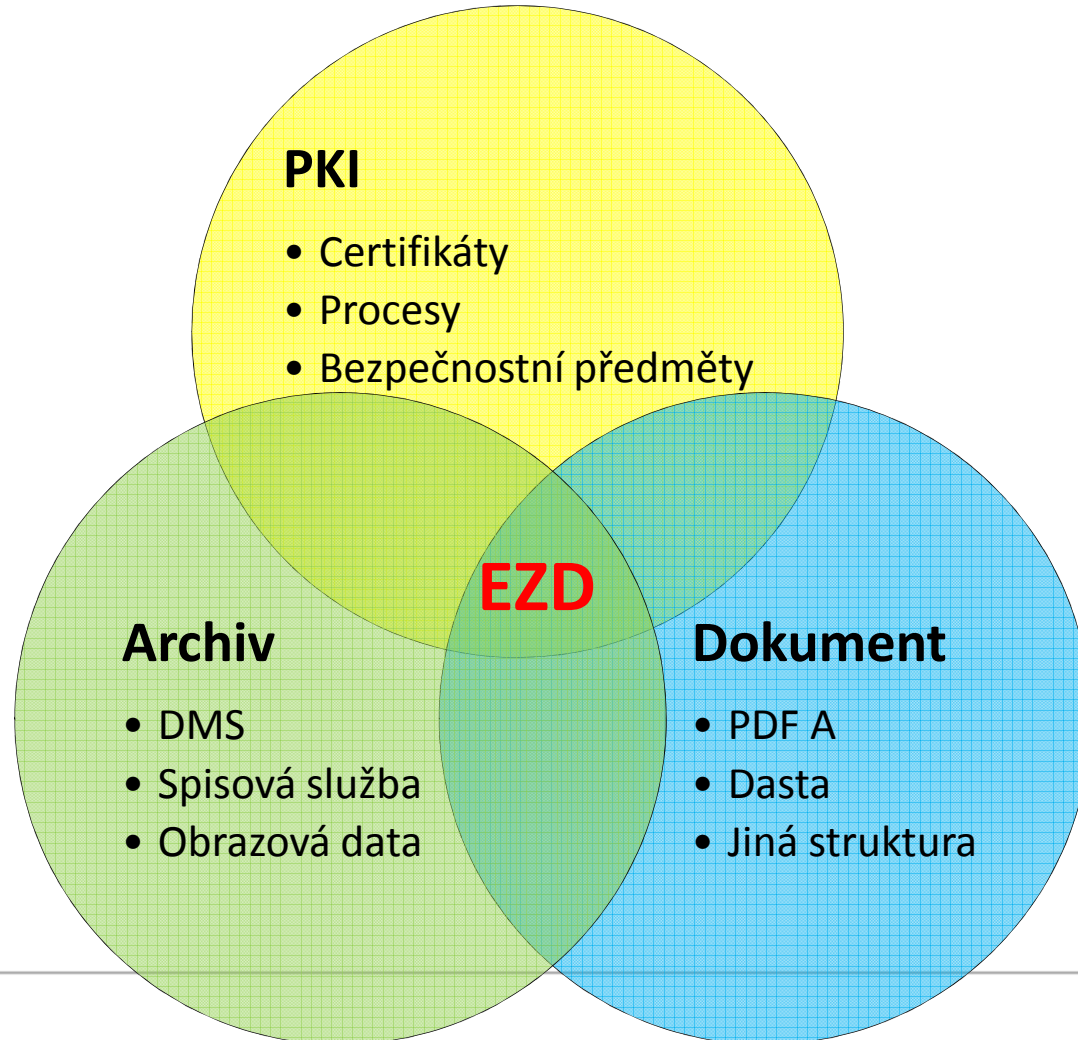 PKI
• Certifikáty
• Procesy
• Bezpečnostní předměty
EZD
Archiv
• DMS
• Spisová služba
• Obrazová data
Dokument
• PDF A
• Dasta
• Jiná struktura